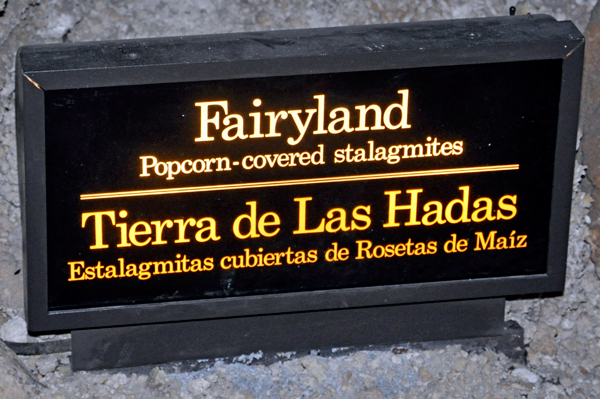 Fairyland
Popcorn-covered stalagmites
Tierra de Las Hadas
Estalagmitas cubiertas de Rosetas de Maíz